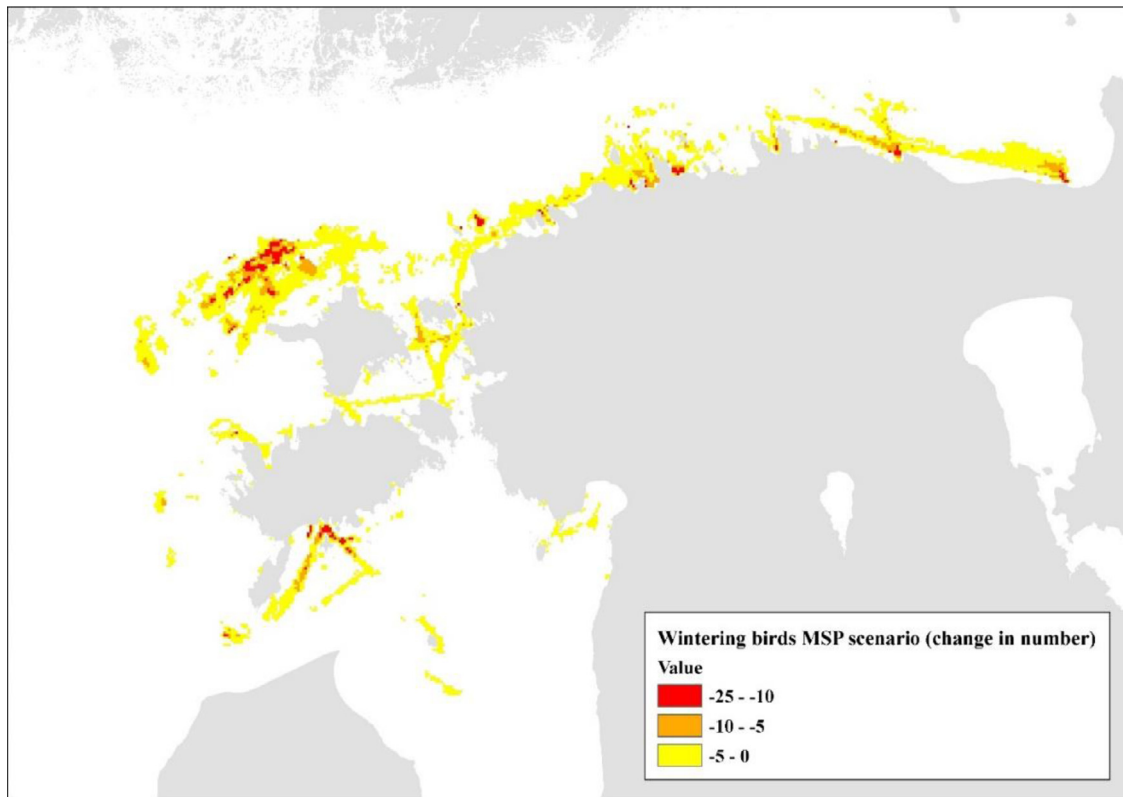 Wintering birds MSP scenario (change in number)
Value
-25 - -10
-10 - -5
-5 - 0